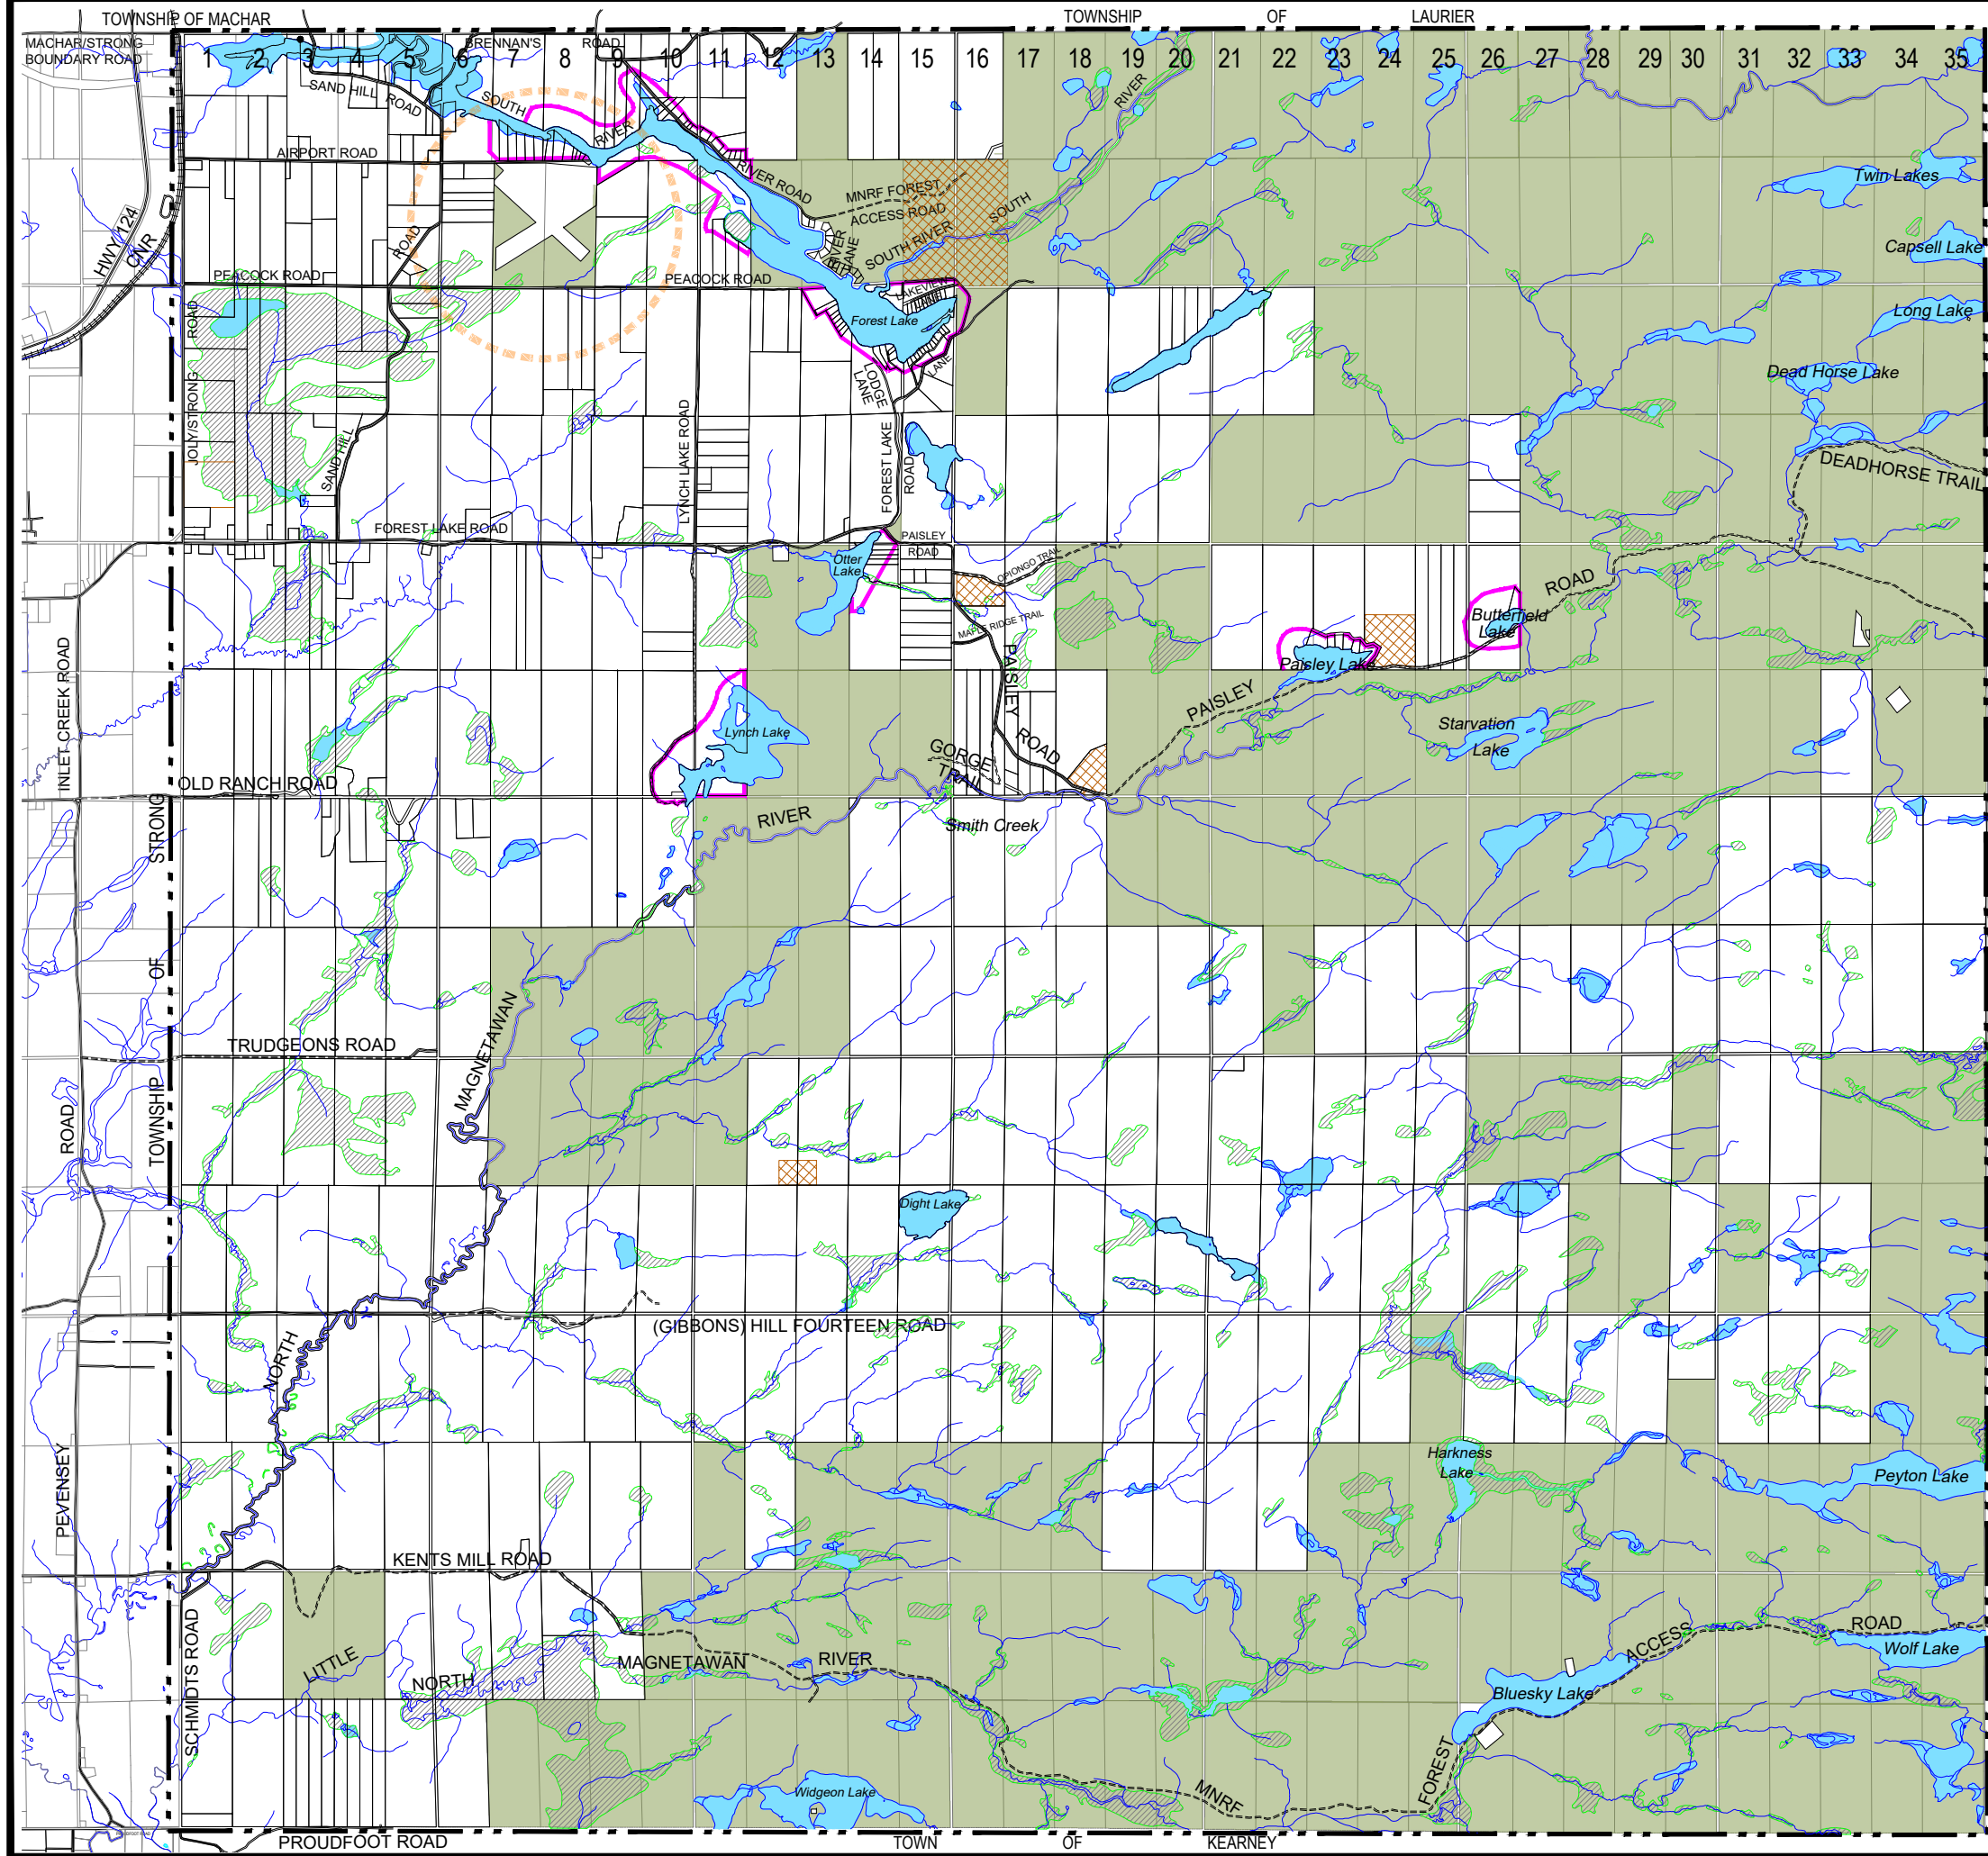 TOWNSHIP OF MACHAR
TOWNSHIP OF LAURIER
MACHAR/STRONG
BOUNDARY ROAD
BRENNAN'S ROAD
1 2 3 4 5 6 7 8 9 10 11 12 13 14 15 16 17 18 19 20 21 22 23 24 25 26 27 28 29 30 31 32 33 34 35
SAND HILL ROAD
SOUTH
RIVER
RIVER
AIRPORT ROAD
RIVER ROAD
MNRF FOREST
ACCESS ROAD
SOUTH
SOUTH RIVER
RIVER
LANE
Twin Lakes
Capsell Lake
HWY 124
CNR
ROAD
PEACOCK ROAD
PEACOCK ROAD
LAKEVIEW
LANE
Forest Lake
Long Lake
JOLY/STRONG ROAD
LODGE
LANE
Dead Horse Lake
SAND HILL
LYNCH LAKE ROAD
FOREST LAKE
ROAD
DEADHORSE TRAIL
FOREST LAKE ROAD
PAISLEY
ROAD
Otter
Lake
OPIONGO TRAIL
ROAD
MAPLE RIDGE TRAIL
Butterfield
Lake
INLET CREEK ROAD
PAISLEY
ROAD
Paisley Lake
PAISLEY
Lynch Lake
Starvation
Lake
GORGE
TRAIL
OLD RANCH ROAD
RIVER
Smith Creek
TOWNSHIP OF STRONG
MAGNETAWAN
TRUDGEONS ROAD
ROAD
Dight Lake
(GIBBONS) HILL FOURTEEN ROAD
NORTH
PEVENSEY
Harkness
Lake
Peyton Lake
KENTS MILL ROAD
SCHMIDTS ROAD
LITTLE
NORTH
MAGNETAWAN
RIVER
ACCESS
ROAD
Wolf Lake
Bluesky Lake
FOREST
MNRF
Widgeon Lake
PROUDFOOT ROAD
TOWN OF KEARNEY